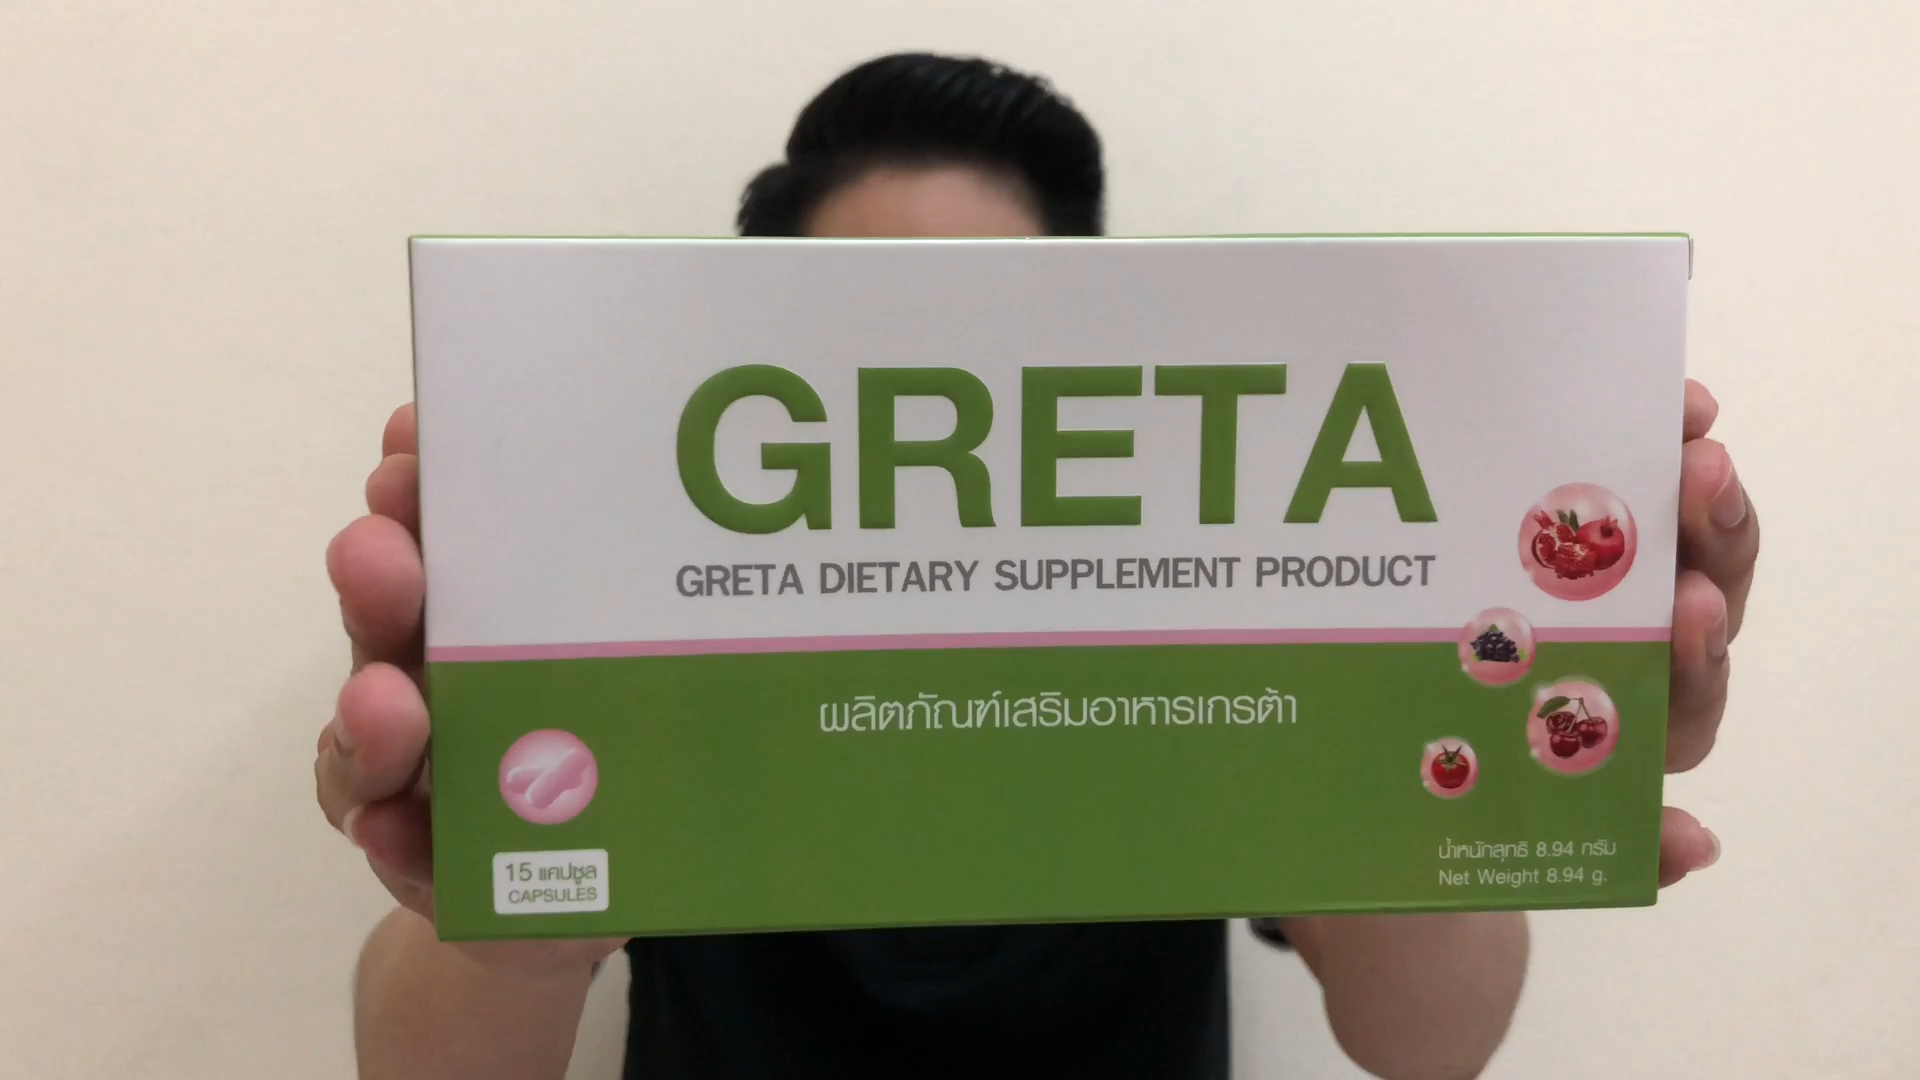 GRETA
GRETA DIETARY SUPPLEMENT PRODUCT
ผลิตภัณฑ์เสริมอาหารเกรต้า
15 แคปซูล
CAPSULES
น้ำหนักสุทธิ 8.94 กรัม
Net Weight 8.94 g.